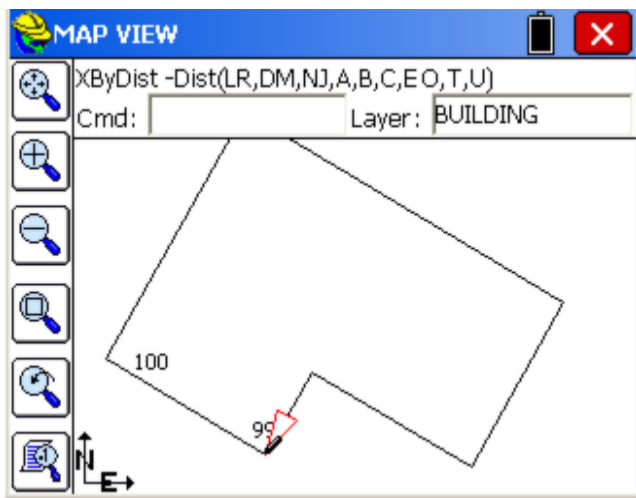 MAP VIEW
XByDist -Dist(LR,DM,NJ,A,B,C,E O,T,U)
Cmd: Layer: BUILDING
100
99
N
E